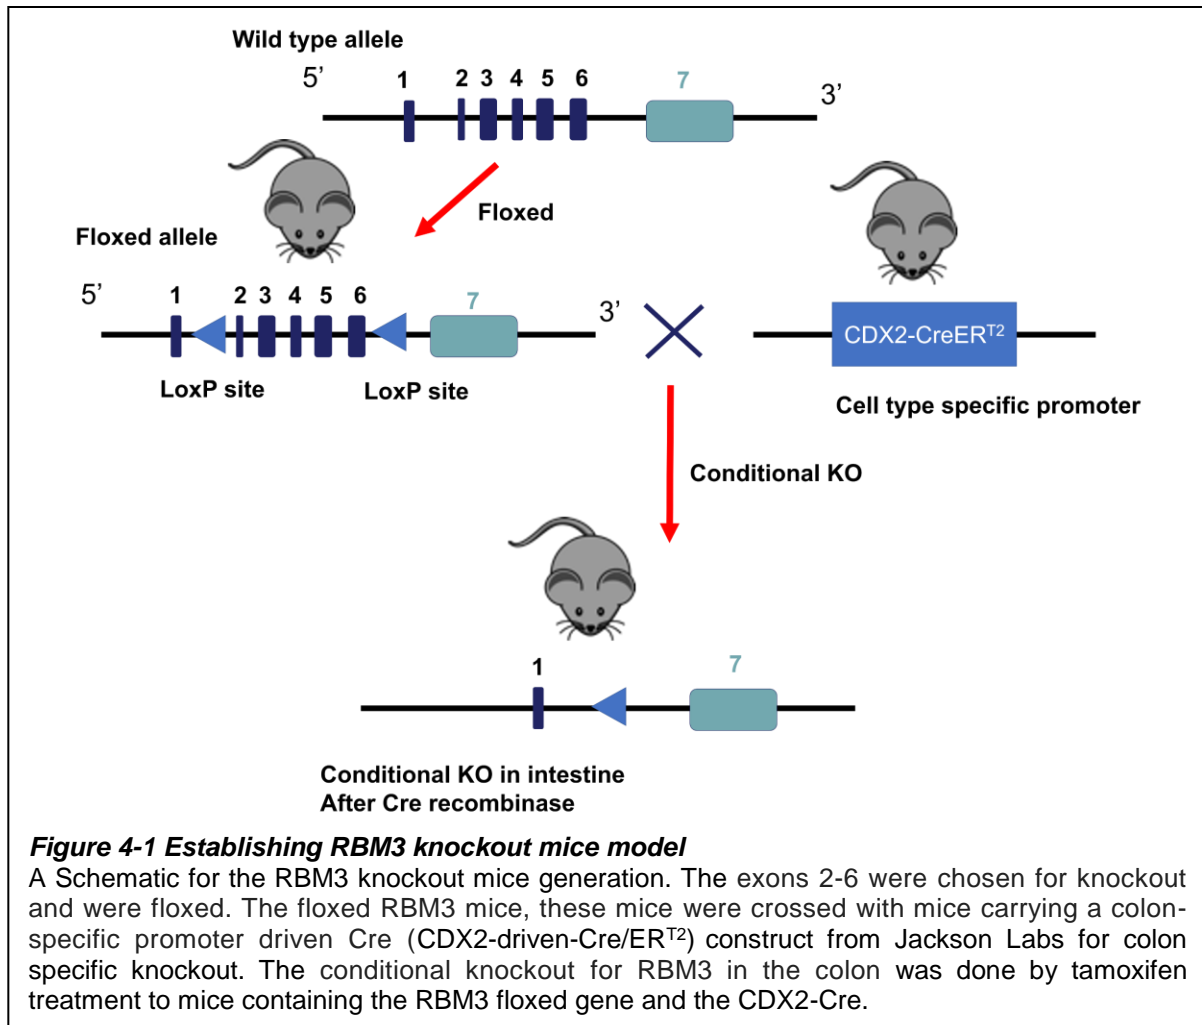 Wild type allele
5’
1
2
3
4
5
6
7
3’
Floxed
Floxed allele
5’
1
2
3
4
5
6
7
3’
LoxP site
LoxP site
CDX2-CreERT2
Cell type specific promoter
Conditional KO
1
7
Conditional KO in intestine
After Cre recombinase
Figure 4-1 Establishing RBM3 knockout mice model
A Schematic for the RBM3 knockout mice generation. The exons 2-6 were chosen for knockout
and were floxed. The floxed RBM3 mice, these mice were crossed with mice carrying a colon-
specific promoter driven Cre (CDX2-driven-Cre/ERT2) construct from Jackson Labs for colon
specific knockout. The conditional knockout for RBM3 in the colon was done by tamoxifen
treatment to mice containing the RBM3 floxed gene and the CDX2-Cre.